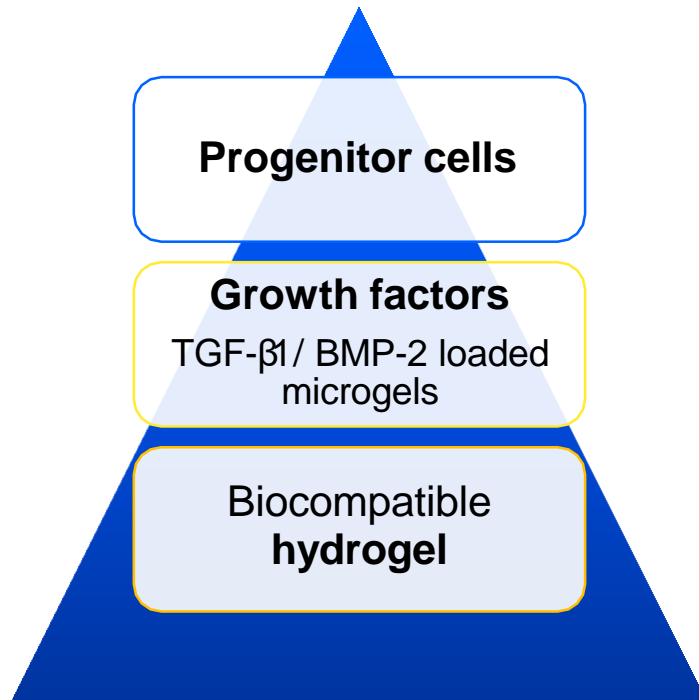 Progenitor cells
Growth factors
TGF-β1/ BMP-2 loaded
microgels
Biocompatible
hydrogel